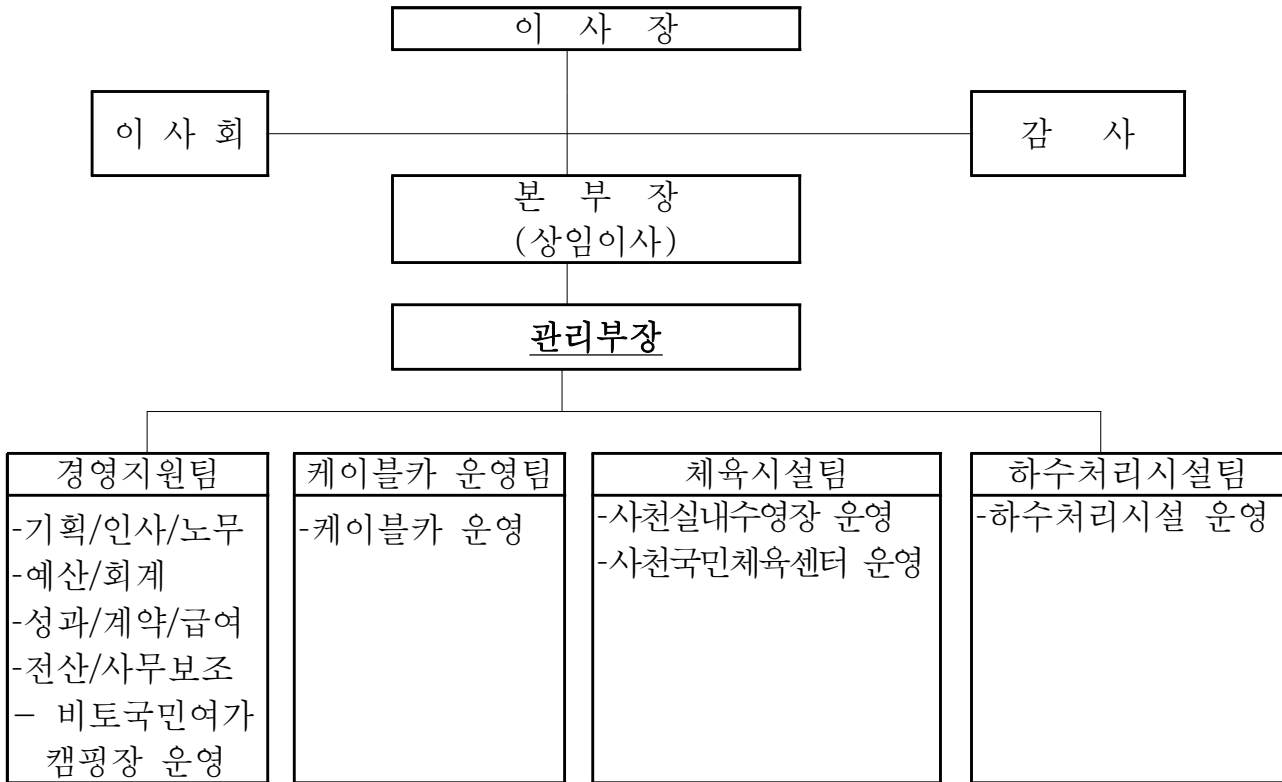 이 사 장
이 사 회
감 사
본 부 장
(상임이사)
관리부장
경영지원팀
-기획/인사/노무
-예산/회계
-성과/계약/급여
-전산/사무보조
- 비토국민여가
캠핑장 운영
케이블카 운영팀
-케이블카 운영
체육시설팀
-사천실내수영장 운영
-사천국민체육센터 운영
하수처리시설팀
-하수처리시설 운영